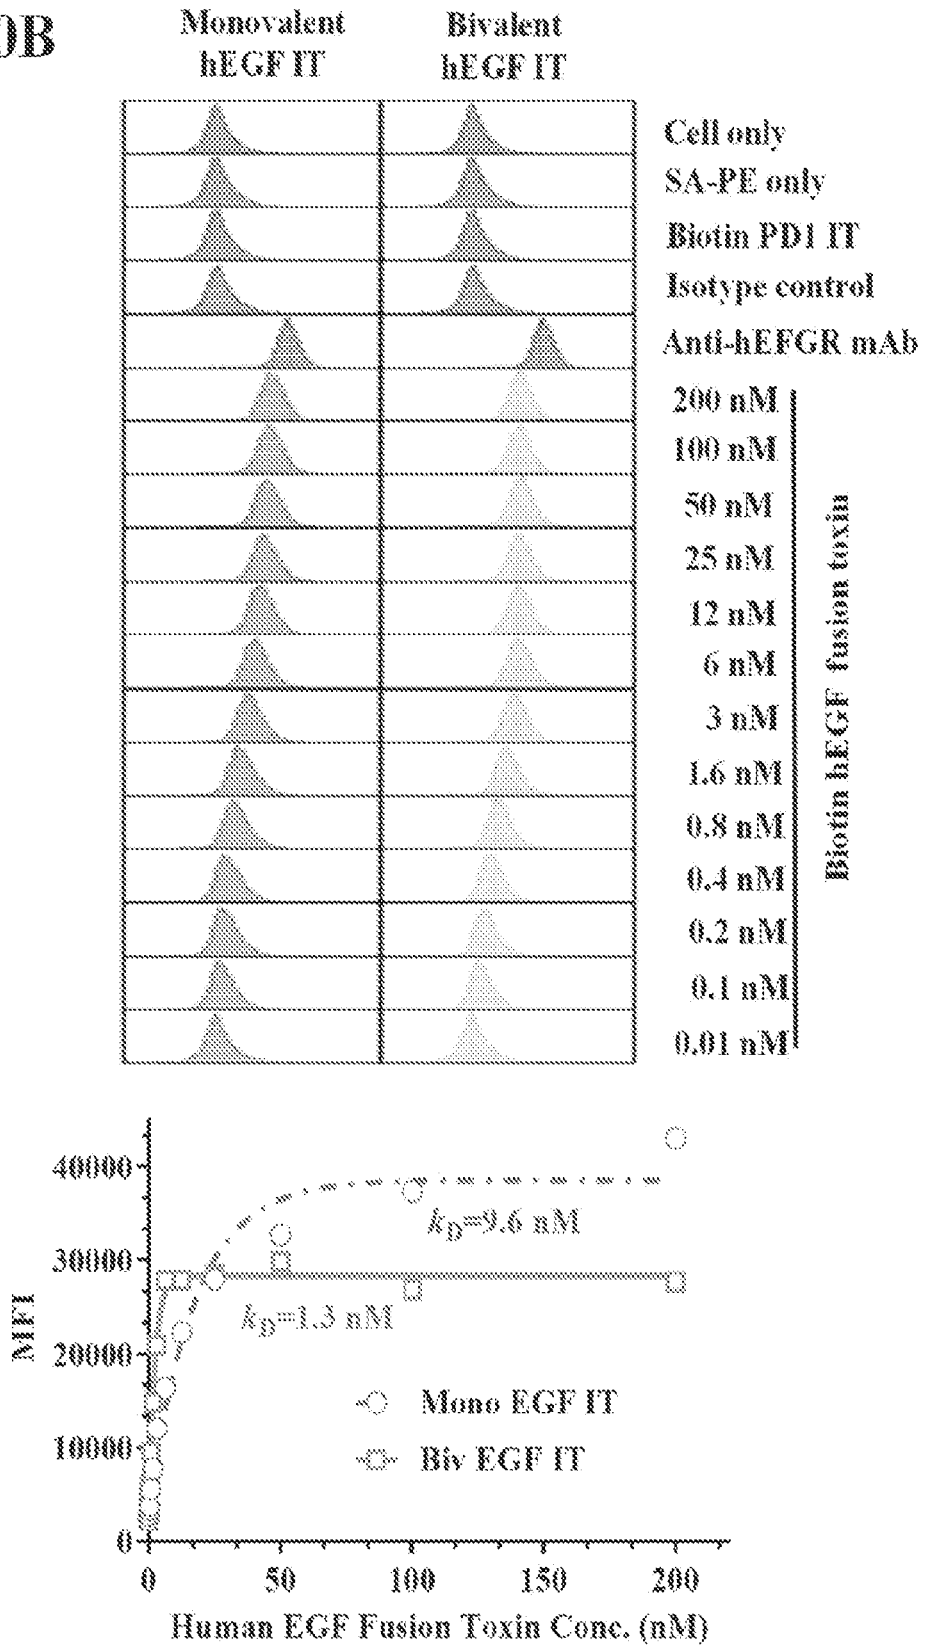 0B
Monovalent
hEGF IT
Bivalent
hEGF IT
Cell only
SA-PE only
Biotin PD1 IT
Isotype control
Anti-hEFGR mAb
200 nM
100 nM
50 nM
25 nM
12 nM
6 nM
3 nM
1.6 nM
0.8 nM
0.4 nM
0.2 nM
0.1 nM
0.01 nM
Biotin hEGF fusion toxin
40000
30000
20000
10000
0
MFI
kD=9.6 nM
kD=1.3 nM
Mono EGF IT
Biv EGF IT
0 50 100 150 200
Human EGF Fusion Toxin Conc. (nM)